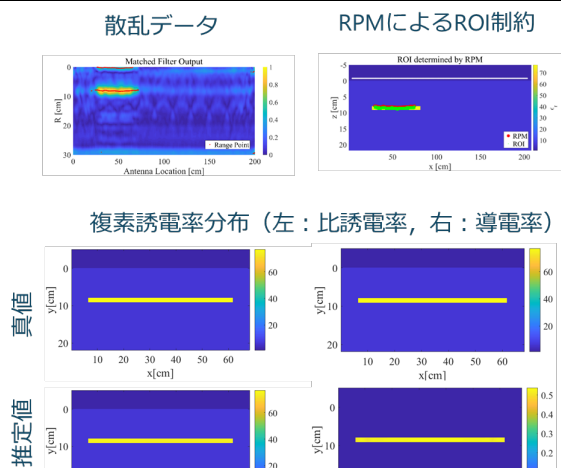 散乱データ
RPMによるROI制約
Matched Filter Output
R [cm]
0
10
20
30
0 50 100 150 200
Antenna Location [cm]
Range Point
1
0.8
0.6
0.4
0.2
0
ROI determined by RPM
z [cm]
-5
0
5
10
15
20
50 100 150 200
x [cm]
RPM
ROI
70
60
50
40
30
20
10
複素誘電率分布（左：比誘電率，右：導電率）
真値
y[cm]
0
10
20
10 20 30 40 50 60
x[cm]
60
40
20
y[cm]
0
10
20
10 20 30 40 50 60
x[cm]
60
40
20
推定値
y[cm]
0
10
60
40
20
y[cm]
0
10
0.5
0.4
0.3
0.2